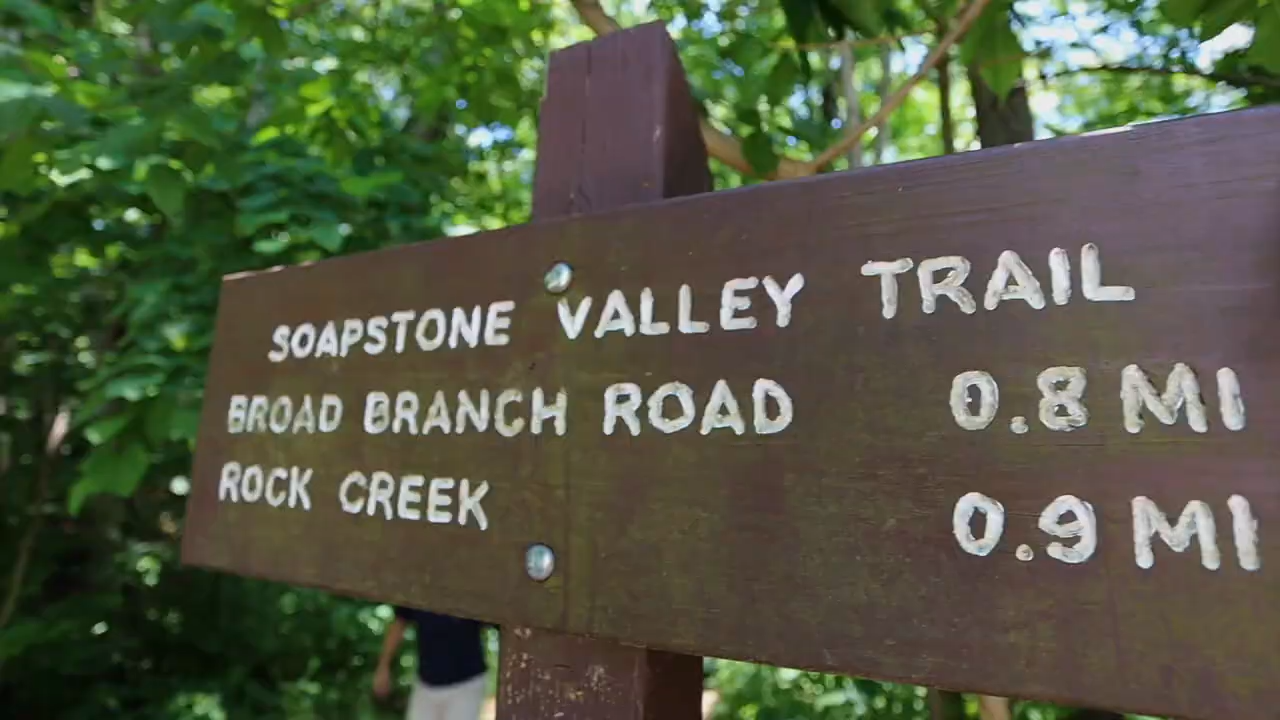 SOAPSTONE VALLEY TRAIL
BROAD BRANCH ROAD 0.8 MI
ROCK CREEK 0.9 MI